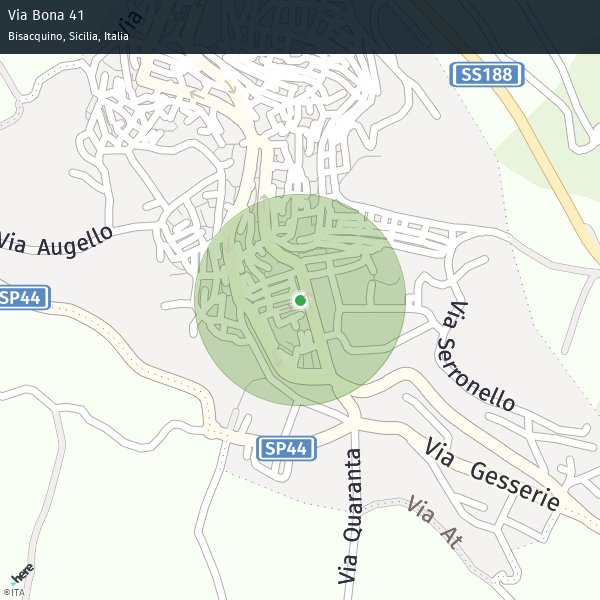 Via Bona 41
Bisacquino, Sicilia, Italia
Via
SS188
Via Augello
SP44
Via Serronello
SP44
Via Gesserie
Via Quaranta
Via At
here
©ITA